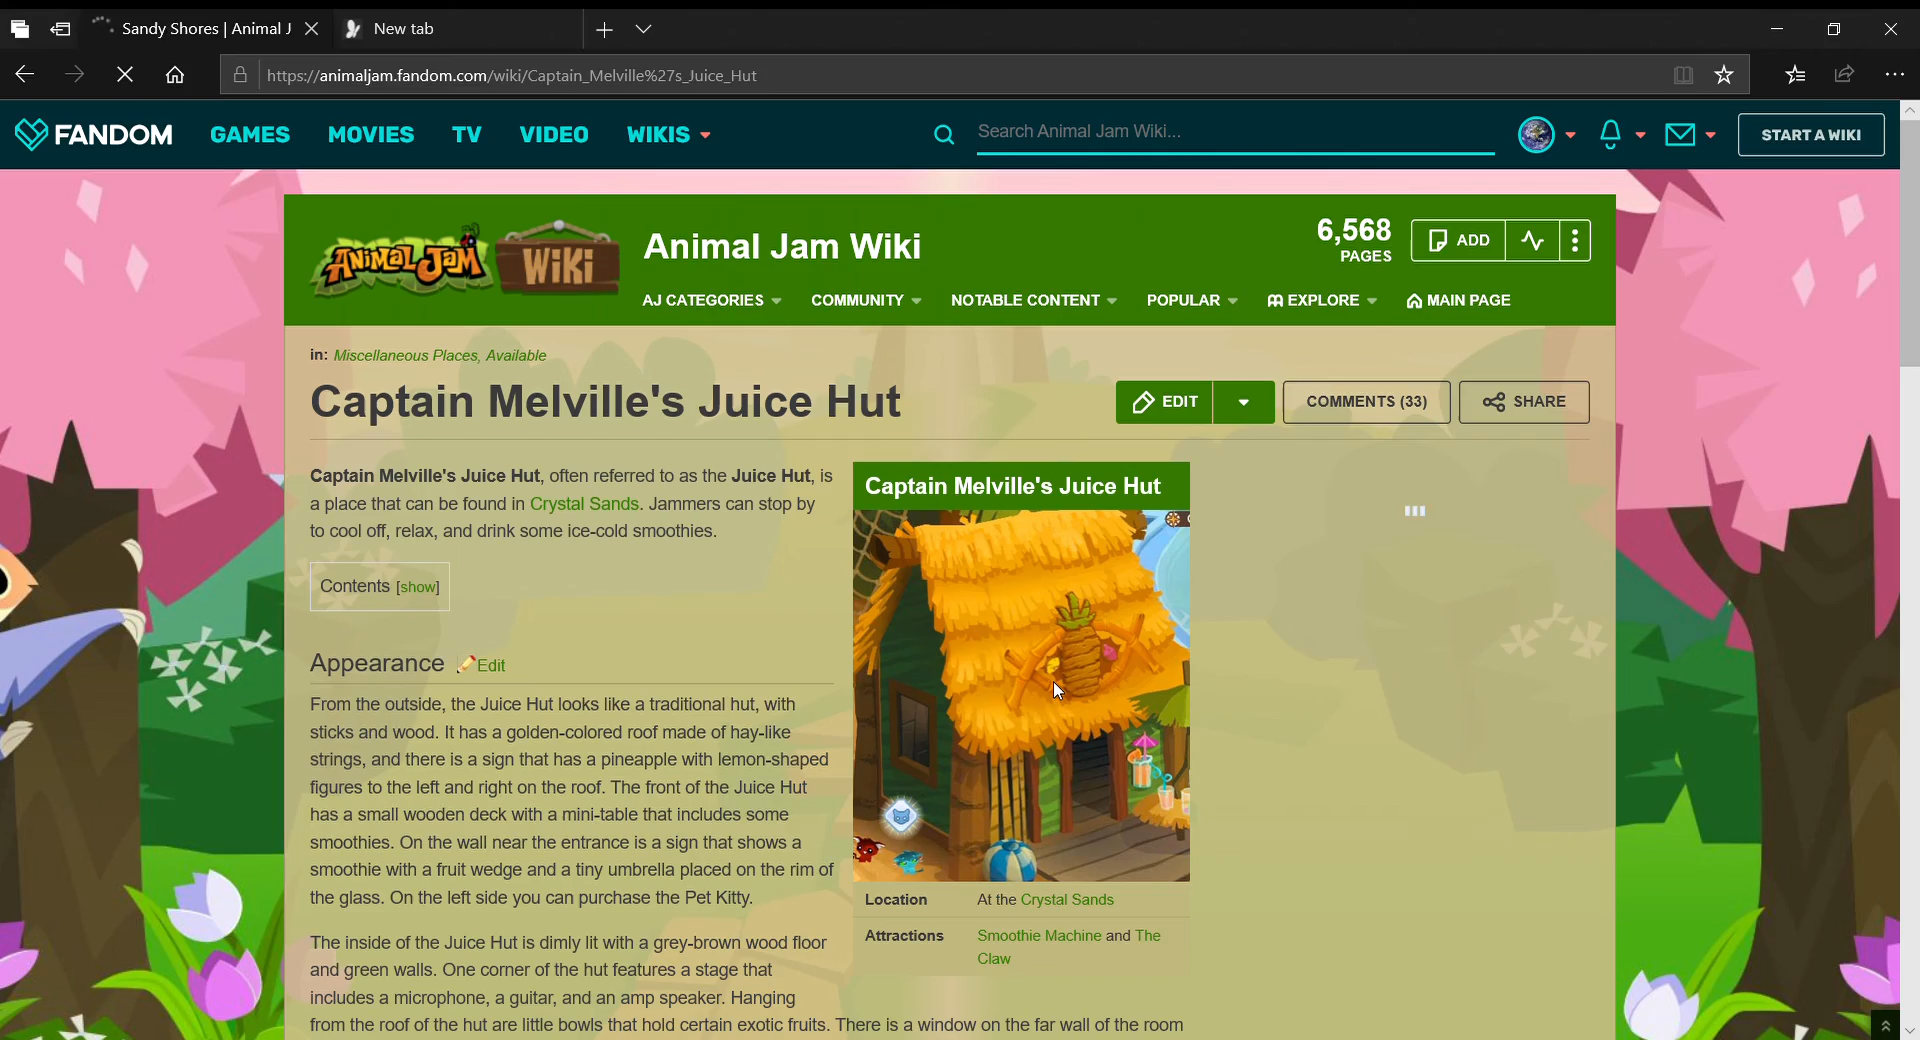 Sandy Shores | Animal J
New tab
https://animaljam.fandom.com/wiki/Captain_Melville%27s_Juice_Hut
FANDOM GAMES MOVIES TV VIDEO WIKIS
Search Animal Jam Wiki...
START A WIKI
ANIMAL JAM WiKi
Animal Jam Wiki
6,568
PAGES
ADD
AJ CATEGORIES COMMUNITY NOTABLE CONTENT POPULAR EXPLORE MAIN PAGE
in: Miscellaneous Places, Available
Captain Melville's Juice Hut
EDIT
COMMENTS (33)
SHARE
Captain Melville's Juice Hut, often referred to as the Juice Hut, is
a place that can be found in Crystal Sands. Jammers can stop by
to cool off, relax, and drink some ice-cold smoothies.
Contents [show]
Appearance Edit
From the outside, the Juice Hut looks like a traditional hut, with
sticks and wood. It has a golden-colored roof made of hay-like
strings, and there is a sign that has a pineapple with lemon-shaped
figures to the left and right on the roof. The front of the Juice Hut
has a small wooden deck with a mini-table that includes some
smoothies. On the wall near the entrance is a sign that shows a
smoothie with a fruit wedge and a tiny umbrella placed on the rim of
the glass. On the left side you can purchase the Pet Kitty.
Captain Melville's Juice Hut
Location At the Crystal Sands
Attractions Smoothie Machine and The
Claw
The inside of the Juice Hut is dimly lit with a grey-brown wood floor
and green walls. One corner of the hut features a stage that
includes a microphone, a guitar, and an amp speaker. Hanging
from the roof of the hut are little bowls that hold certain exotic fruits. There is a window on the far wall of the room